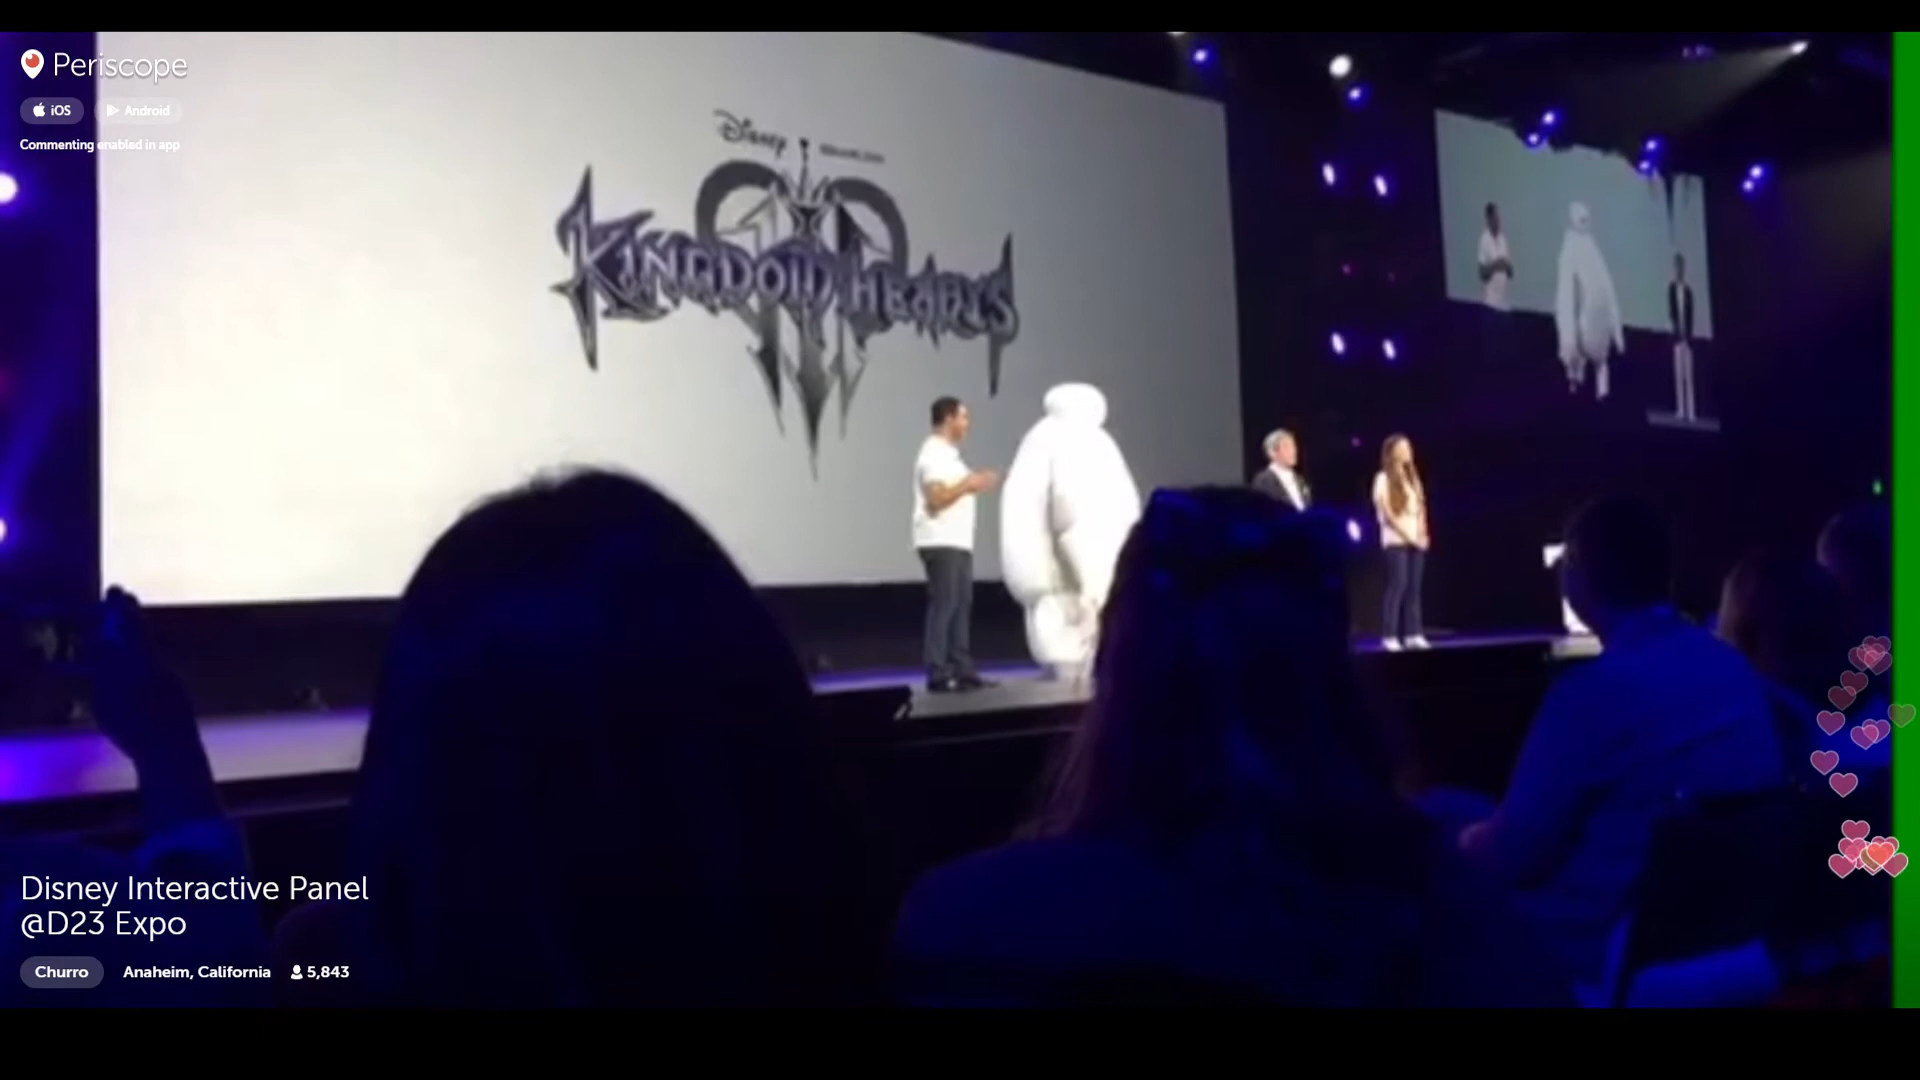 Periscope
iOS
Android
Commenting enabled in app
Disney
KINGDOM HEARTS
III
Disney Interactive Panel
@D23 Expo
Churro
Anaheim, California
5,843